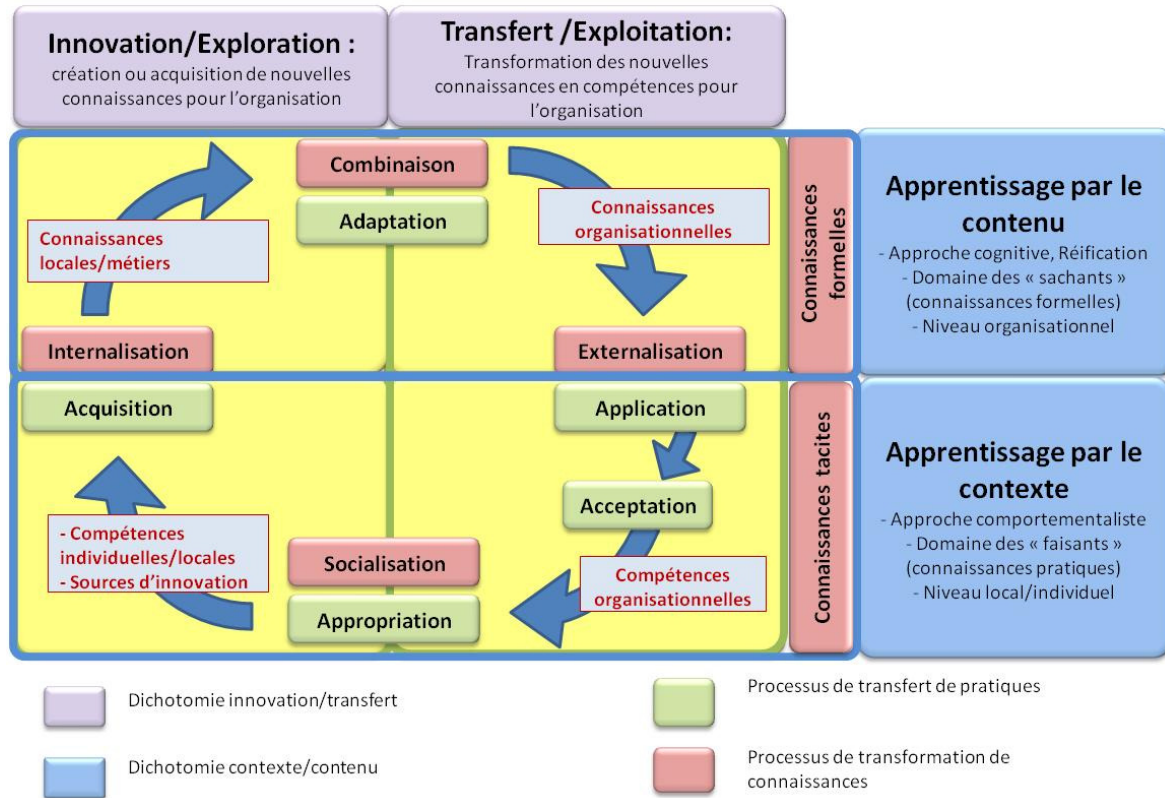 Innovation/Exploration :
création ou acquisition de nouvelles
connaissances pour l'organisation
Transfert /Exploitation:
Transformation des nouvelles
connaissances en compétences pour
l'organisation
Combinaison
Adaptation
Connaissances
locales/métiers
Connaissances
organisationnelles
Internalisation
Externalisation
Connaissances
formelles
Apprentissage par le
contenu
- Approche cognitive, Réification
- Domaine des « sachants »
(connaissances formelles)
- Niveau organisationnel
Acquisition
Application
Acceptation
- Compétences
individuelles/locales
- Sources d'innovation
Socialisation
Appropriation
Compétences
organisationnelles
Connaissances tacites
Apprentissage par le
contexte
- Approche comportementaliste
- Domaine des « faisants »
(connaissances pratiques)
- Niveau local/individuel
Dichotomie innovation/transfert
Processus de transfert de pratiques
Dichotomie contexte/contenu
Processus de transformation de
connaissances